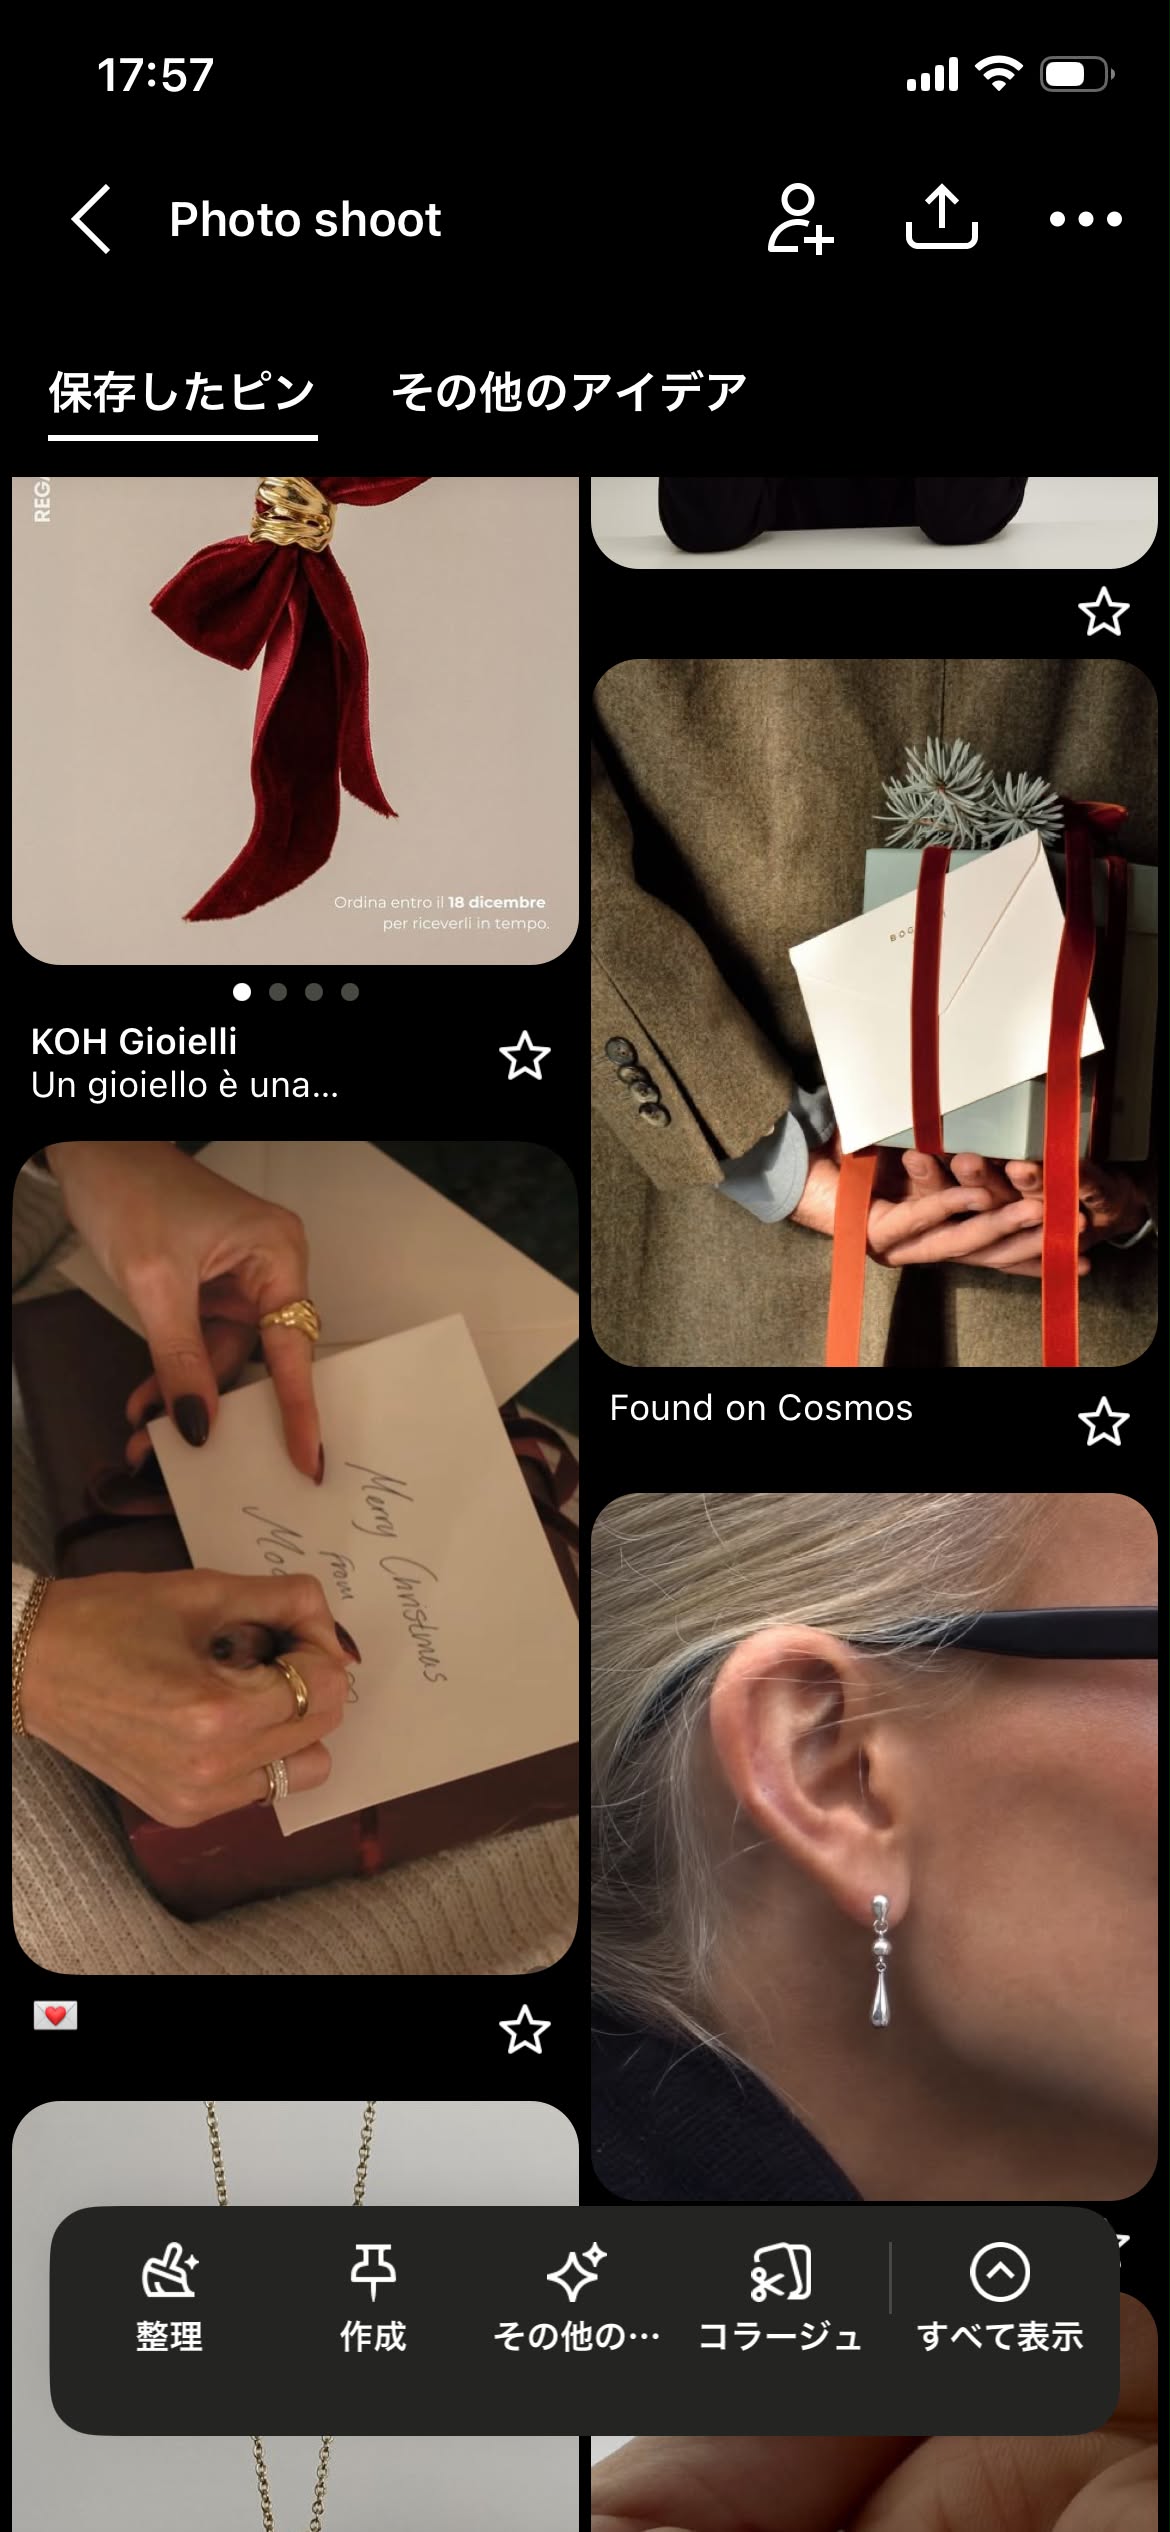 17:57
Photo shoot
保存したピン
その他のアイデア
Ordina entro il 18 dicembre
per riceverli in tempo.
KOH Gioielli
Un gioiello è una...
Merry Christmas
from
Found on Cosmos
💌
整理
作成
その他の...
コラージュ
すべて表示